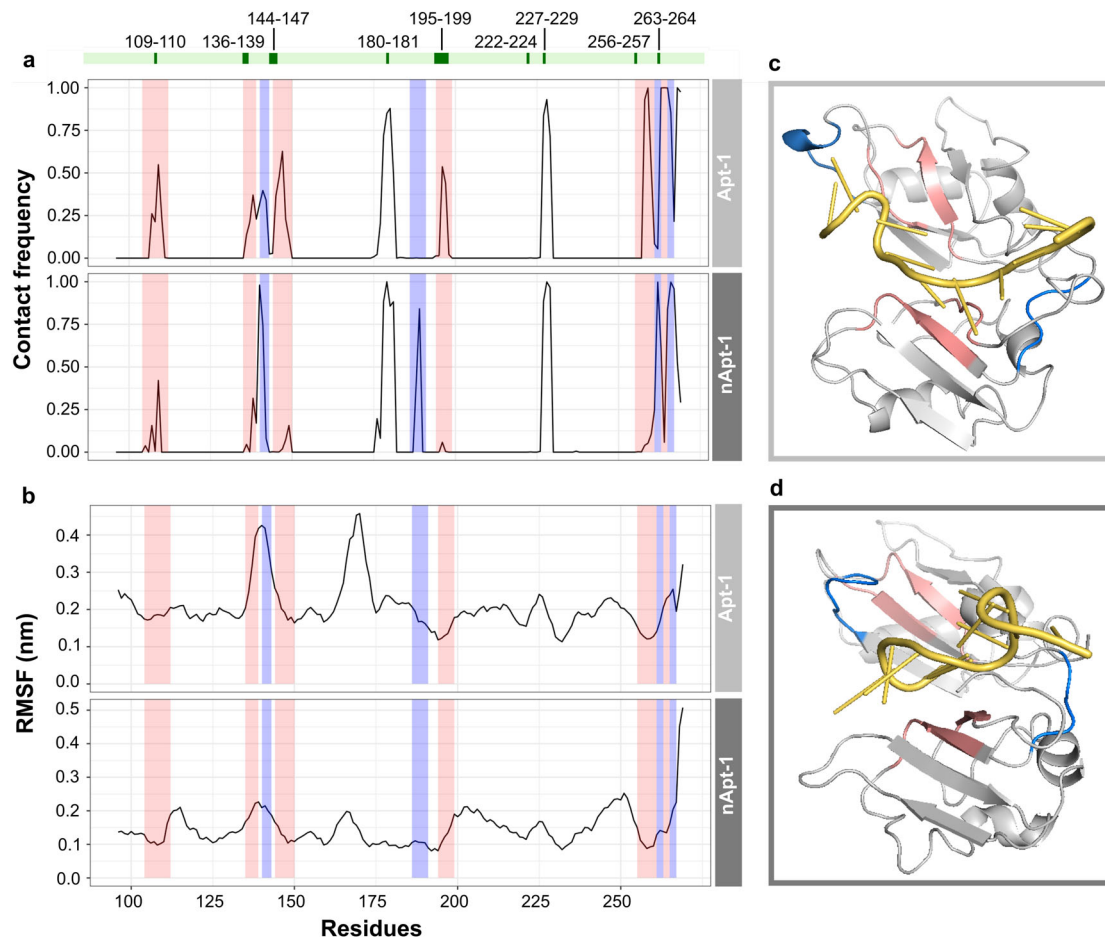 144-147 195-199 227-229 263-264
109-110 136-139 180-181 222-224 256-257
a
c
1.00
0.75
0.50
0.25
0.00
Apt-1
Contact frequency
1.00
0.75
0.50
0.25
0.00
nApt-1
b
d
0.4
0.3
0.2
0.1
0.0
Apt-1
RMSF (nm)
0.5
0.4
0.3
0.2
0.1
0.0
nApt-1
100 125 150 175 200 225 250
Residues